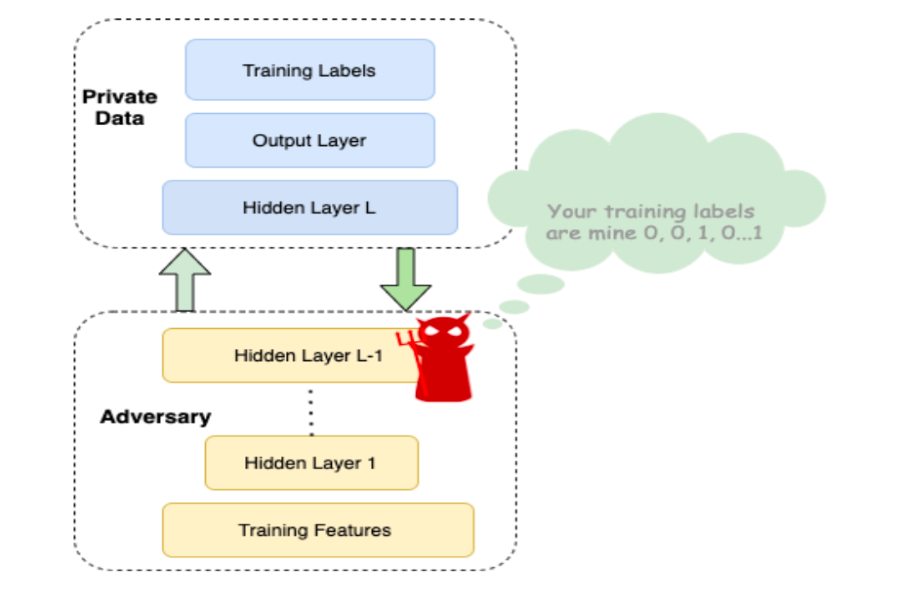 Training Labels
Private
Data
Output Layer
Hidden Layer L
Your training labels
are mine 0, 0, 1, 0...1
Hidden Layer L-1
Adversary
Hidden Layer 1
Training Features